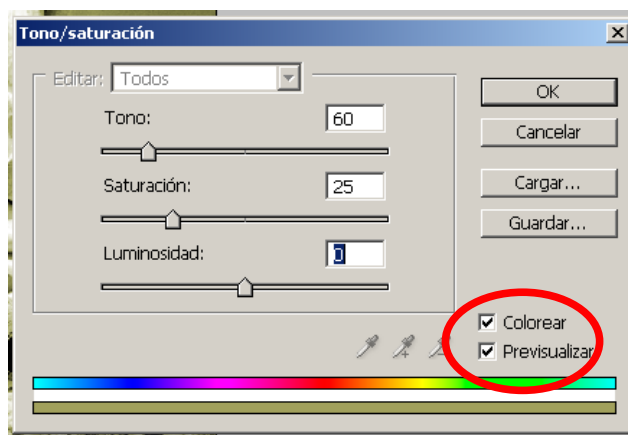 Tono/saturación
Editar: Todos
OK
Tono: 60
Cancelar
Saturación: 25
Cargar...
Guardar...
Luminosidad: 0
Colorear
Previsualizar